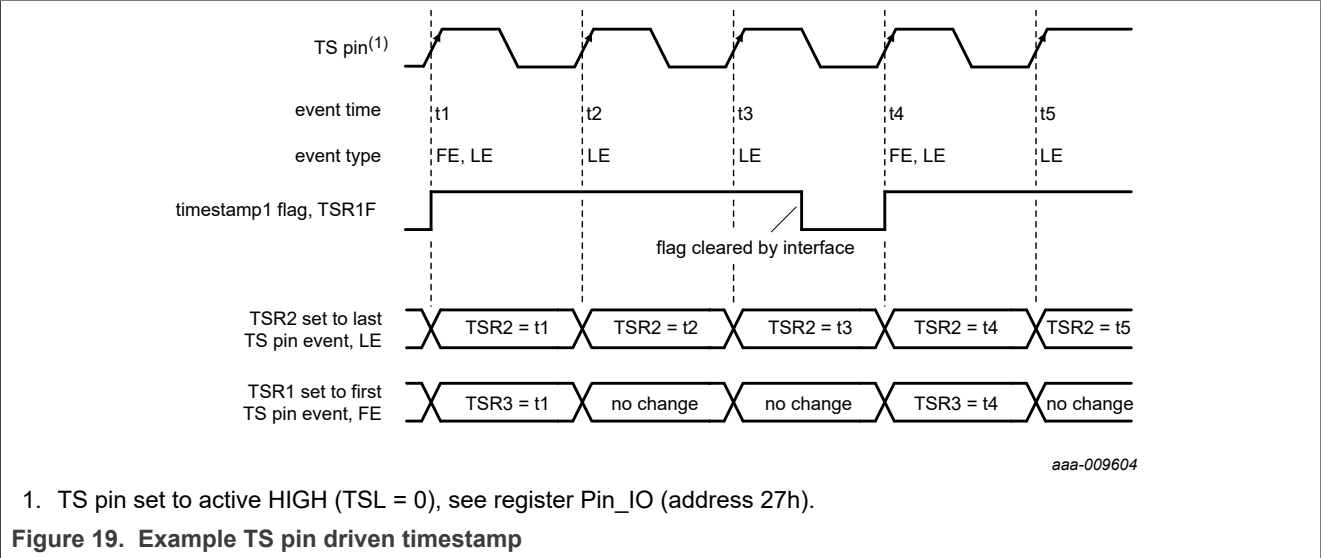 TS pin(1)
event time t1 t2 t3 t4 t5
event type FE, LE LE LE FE, LE LE
timestamp1 flag, TSR1F
flag cleared by interface
TSR2 set to last
TS pin event, LE
TSR2 = t1 TSR2 = t2 TSR2 = t3 TSR2 = t4 TSR2 = t5
TSR1 set to first
TS pin event, FE
TSR3 = t1 no change no change TSR3 = t4 no change
aaa-009604
1. TS pin set to active HIGH (TSL = 0), see register Pin_IO (address 27h).
Figure 19. Example TS pin driven timestamp